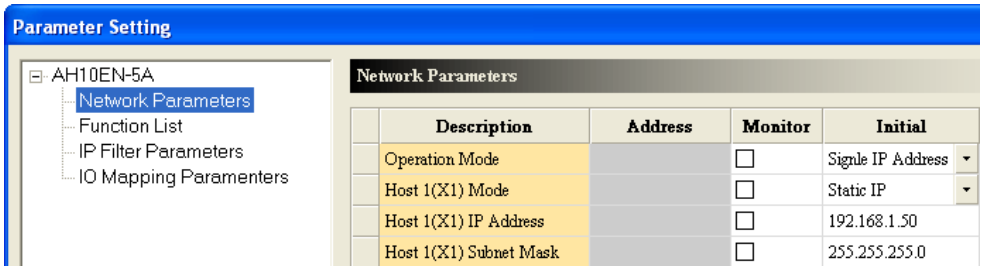 Parameter Setting
AH10EN-5A
Network Parameters
Function List
IP Filter Parameters
IO Mapping Paramenters
Network Parameters
Description Address Monitor Initial
Operation Mode Signle IP Address
Host 1(X1) Mode Static IP
Host 1(X1) IP Address 192.168.1.50
Host 1(X1) Subnet Mask 255.255.255.0